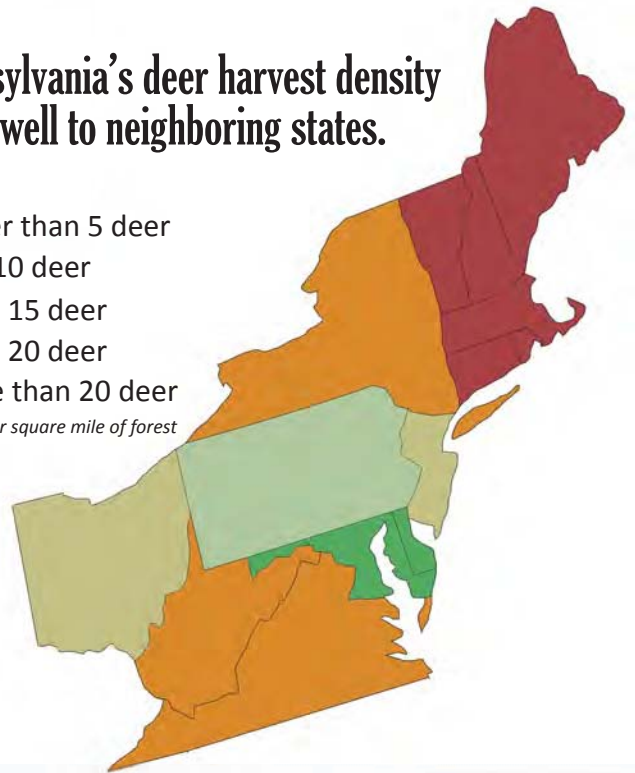 sylvania’s deer harvest density
well to neighboring states.
er than 5 deer
10 deer
15 deer
20 deer
e than 20 deer
r square mile of forest